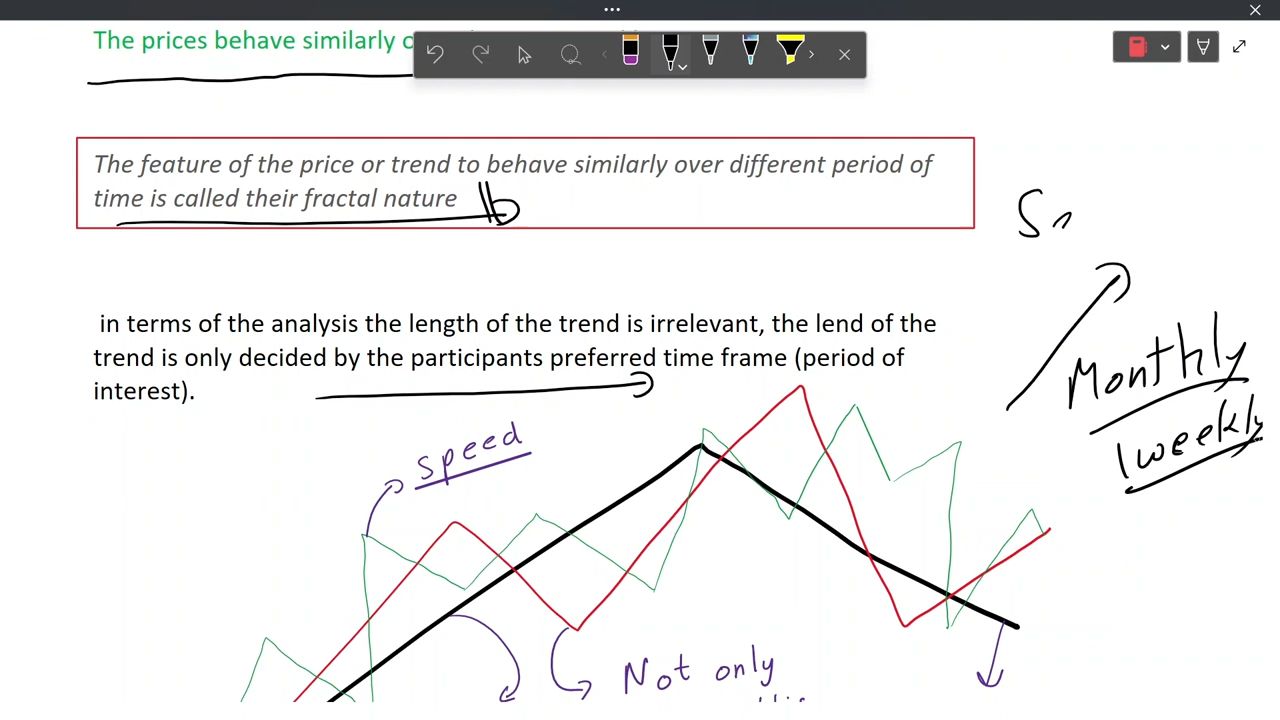 The prices behave similarly
The feature of the price or trend to behave similarly over different period of
time is called their fractal nature
in terms of the analysis the length of the trend is irrelevant, the lend of the
trend is only decided by the participants preferred time frame (period of
interest).
Monthly
1weekly
speed
Not only